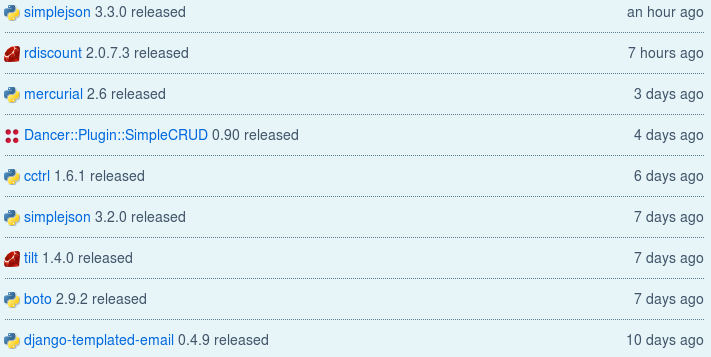 simplejson 3.3.0 released an hour ago
rdiscount 2.0.7.3 released 7 hours ago
mercurial 2.6 released 3 days ago
Dancer::Plugin::SimpleCRUD 0.90 released 4 days ago
cctrl 1.6.1 released 6 days ago
simplejson 3.2.0 released 7 days ago
tilt 1.4.0 released 7 days ago
boto 2.9.2 released 7 days ago
django-templated-email 0.4.9 released 10 days ago